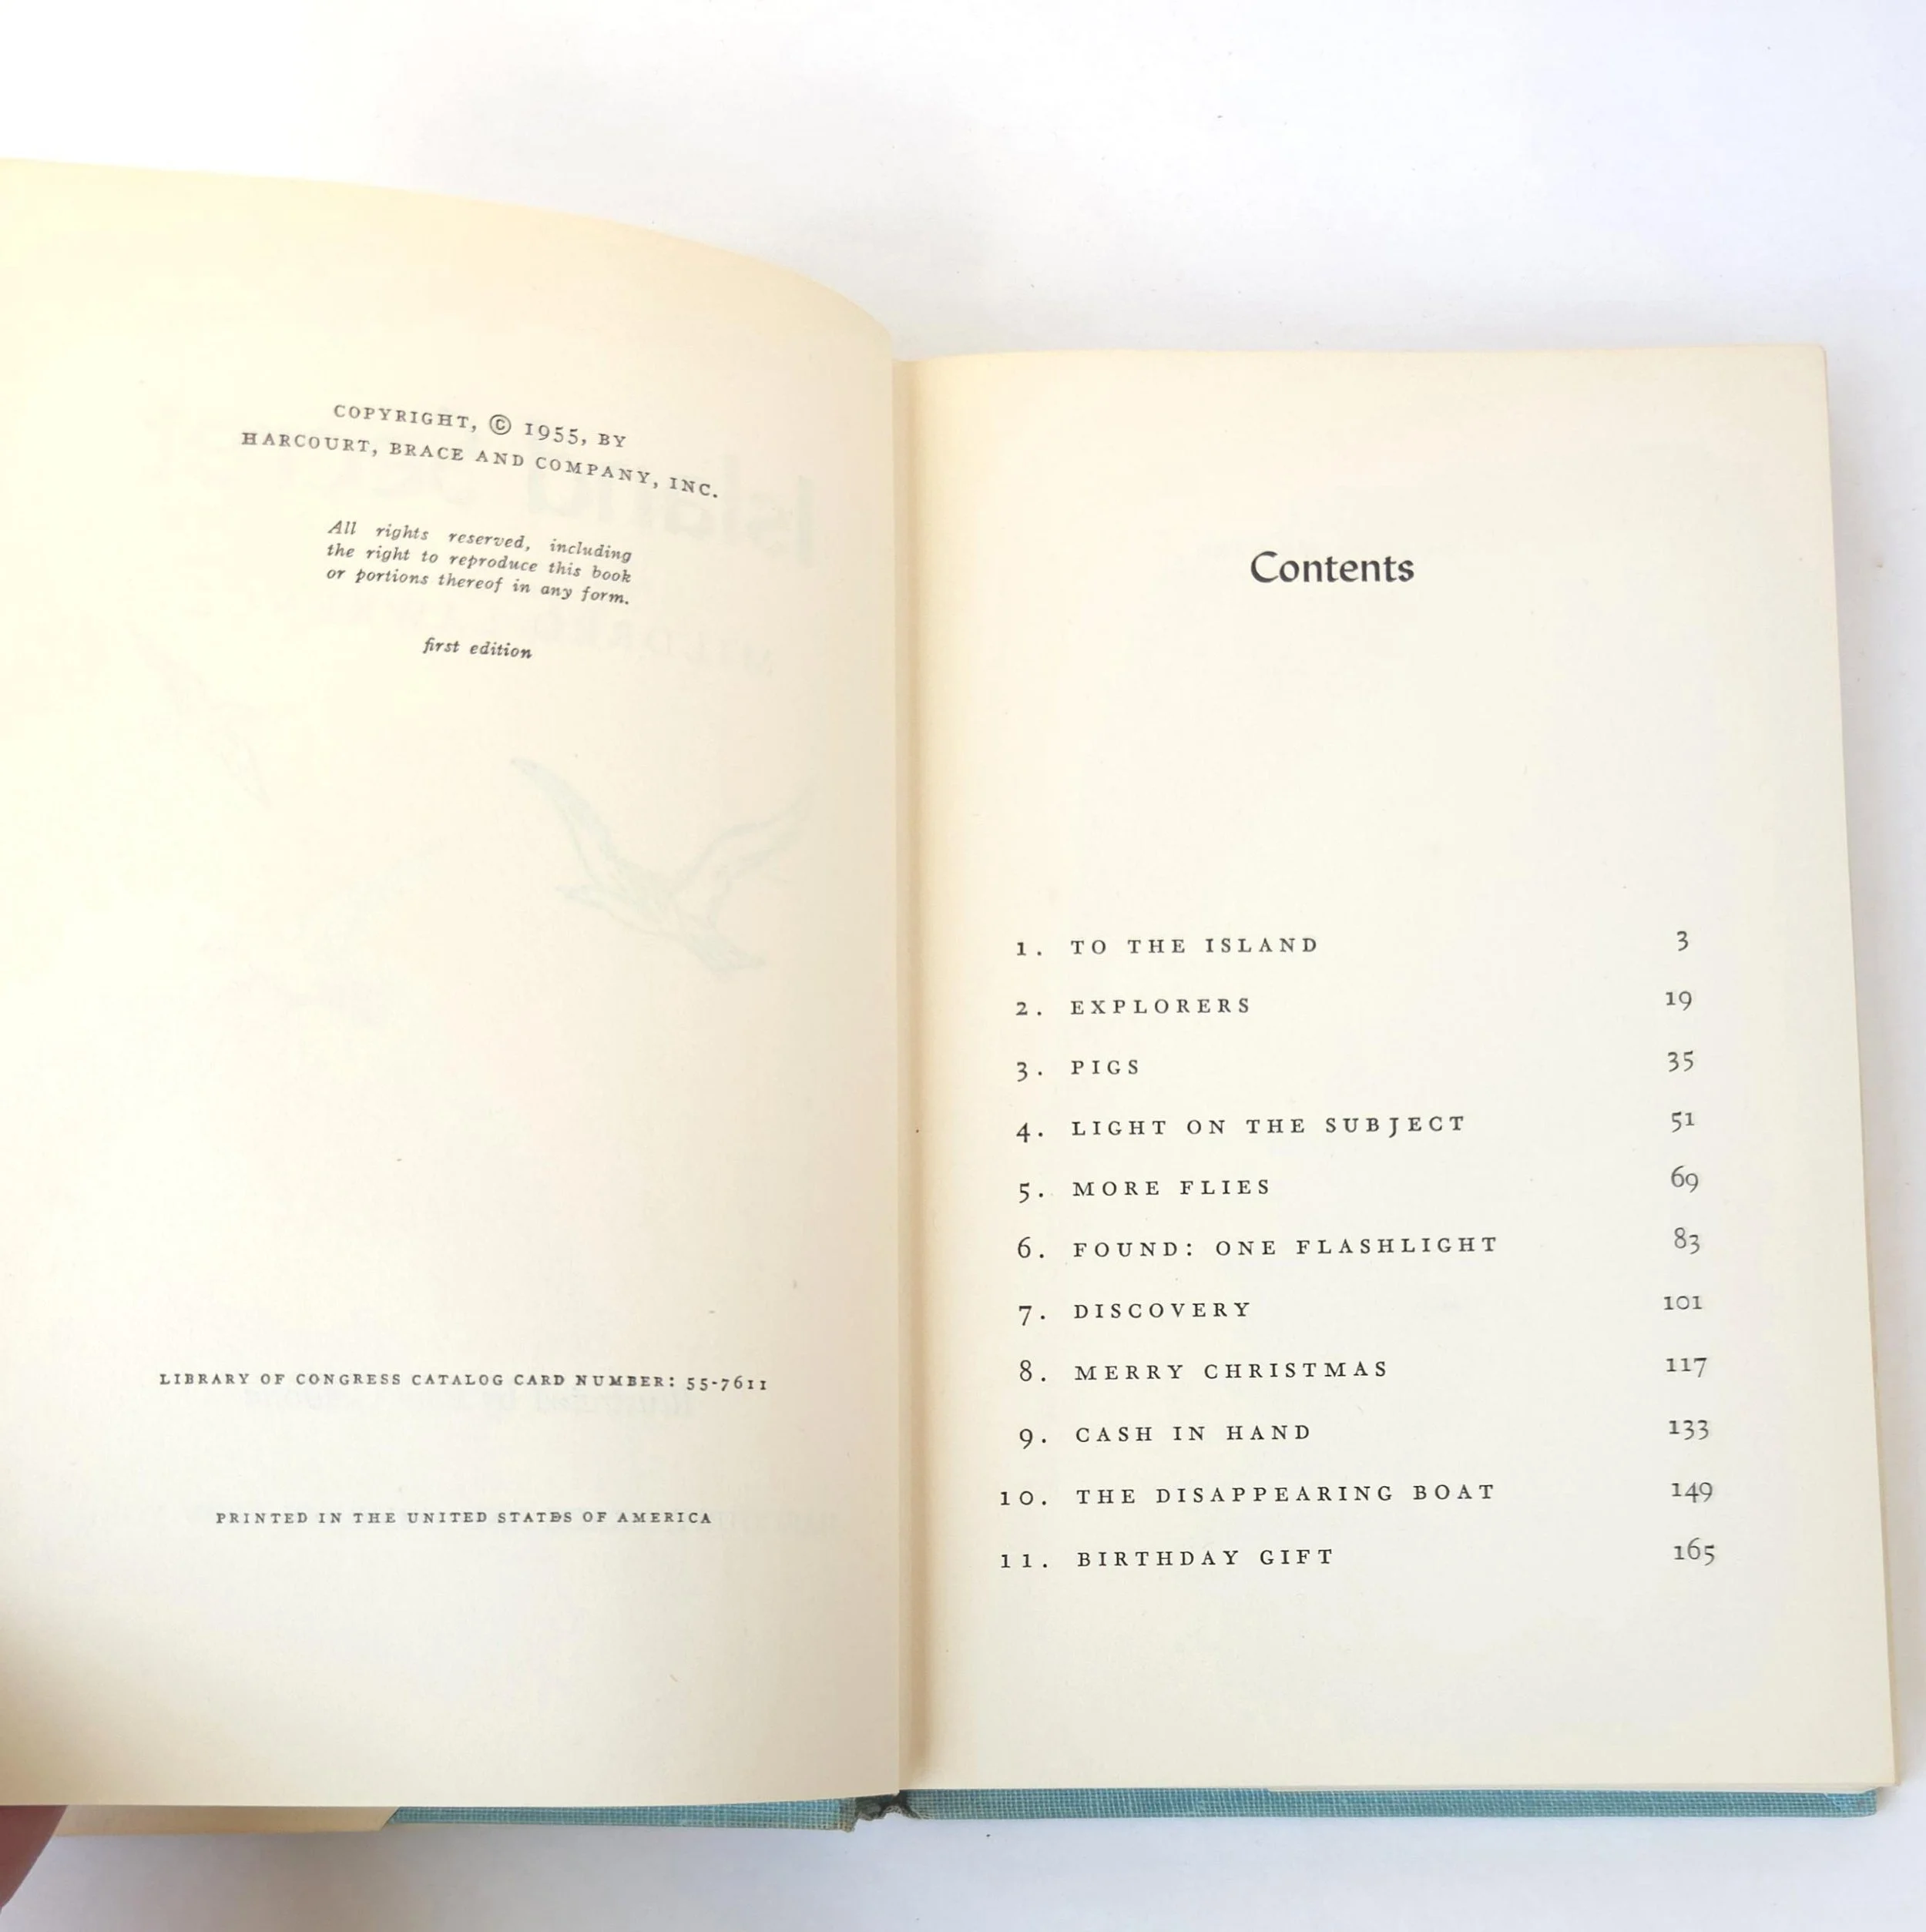 COPYRIGHT, © 1955, BY
HARCOURT, BRACE AND COMPANY, INC.
All rights reserved, including
the right to reproduce this book
or portions thereof in any form.
first edition
LIBRARY OF CONGRESS CATALOG CARD NUMBER: 55-7611
PRINTED IN THE UNITED STATES OF AMERICA
Contents
1. TO THE ISLAND 3
2. EXPLORERS 19
3. PIGS 35
4. LIGHT ON THE SUBJECT 51
5. MORE FLIES 69
6. FOUND: ONE FLASHLIGHT 83
7. DISCOVERY 101
8. MERRY CHRISTMAS 117
9. CASH IN HAND 133
10. THE DISAPPEARING BOAT 149
11. BIRTHDAY GIFT 165